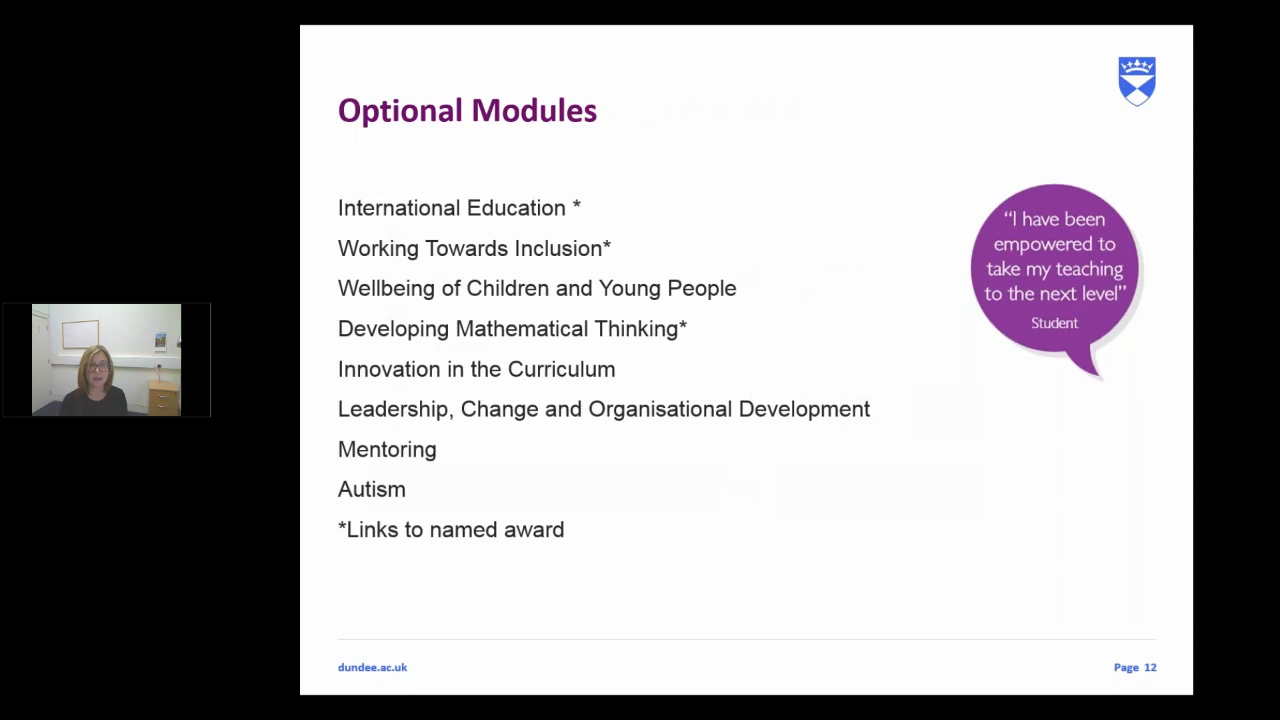 Optional Modules
International Education *
Working Towards Inclusion*
Wellbeing of Children and Young People
Developing Mathematical Thinking*
Innovation in the Curriculum
Leadership, Change and Organisational Development
Mentoring
Autism
*Links to named award
“I have been
empowered to
take my teaching
to the next level”
Student
dundee.ac.uk
Page 12